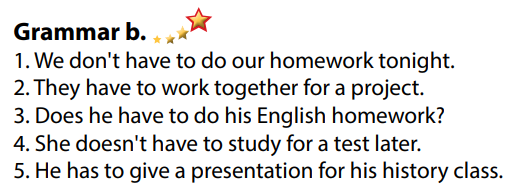 Grammar b.
1. We don't have to do our homework tonight.
2. They have to work together for a project.
3. Does he have to do his English homework?
4. She doesn't have to study for a test later.
5. He has to give a presentation for his history class.